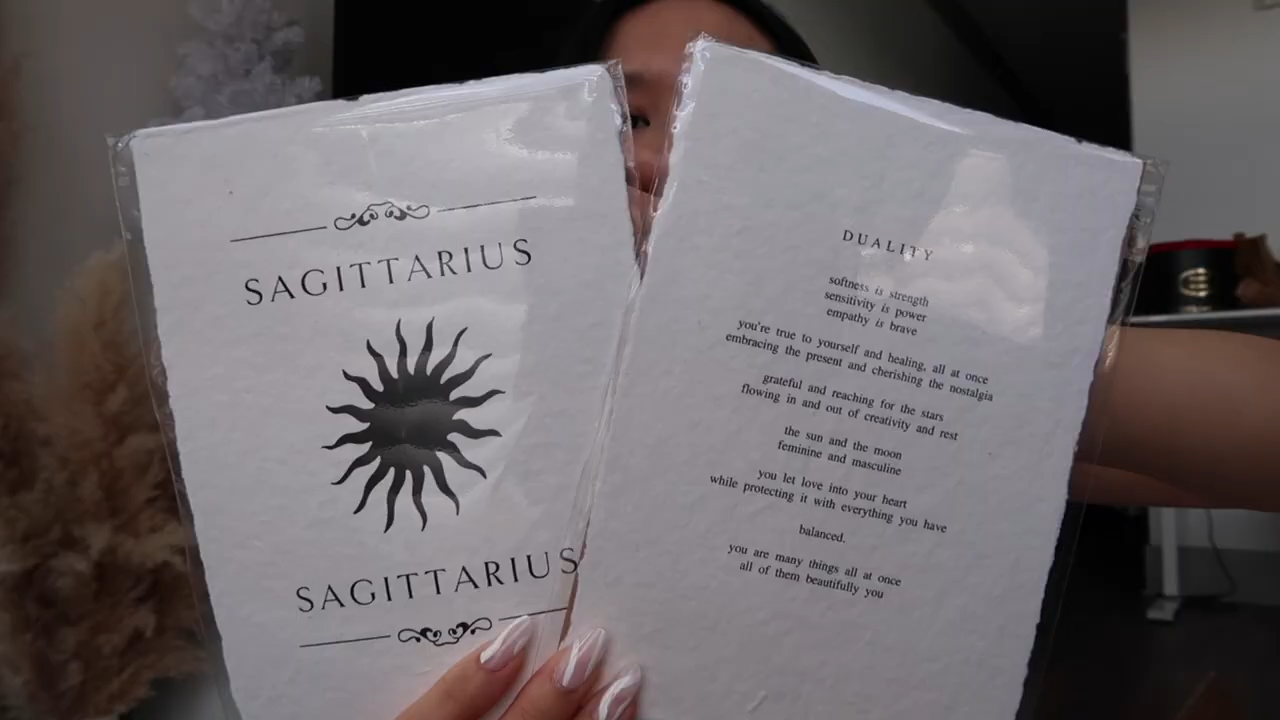 SAGITTARIUS
SAGITTARIUS
DUALITY
softness is strength
sensitivity is power
empathy is brave
you're true to yourself and healing, all at once
embracing the present and cherishing the nostalgia
grateful and reaching for the stars
flowing in and out of creativity and rest
the sun and the moon
feminine and masculine
you let love into your heart
while protecting it with everything you have
balanced.
you are many things all at once
all of them beautifully you